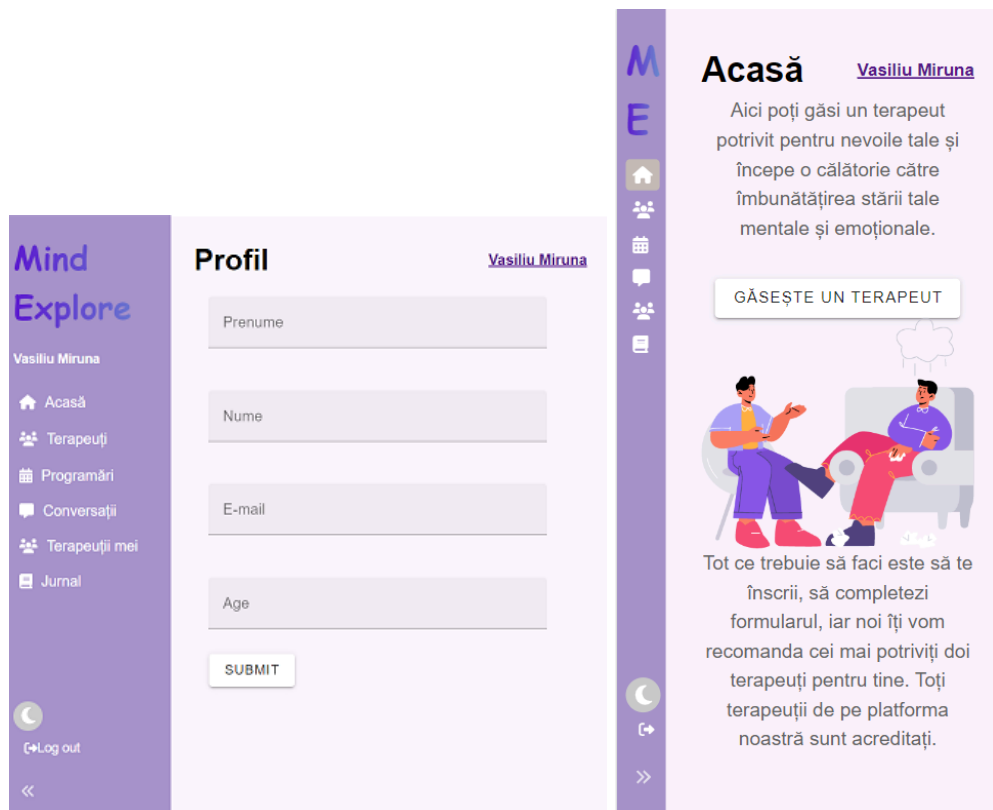 Mind
Explore
Vasiliu Miruna
Acasă
Terapeuți
Programări
Conversații
Terapeuții mei
Jurnal
Log out
Profil
Vasiliu Miruna
Prenume
Nume
E-mail
Age
SUBMIT
M
E
Acasă
Vasiliu Miruna
Aici poți găsi un terapeut
potrivit pentru nevoile tale și
începe o călătorie către
îmbunătățirea stării tale
mentale și emoționale.
GĂSEȘTE UN TERAPEUT
Tot ce trebuie să faci este să te
înscrii, să completezi
formularul, iar noi îți vom
recomanda cei mai potriviți doi
terapeuți pentru tine. Toți
terapeuții de pe platforma
noastră sunt acreditați.